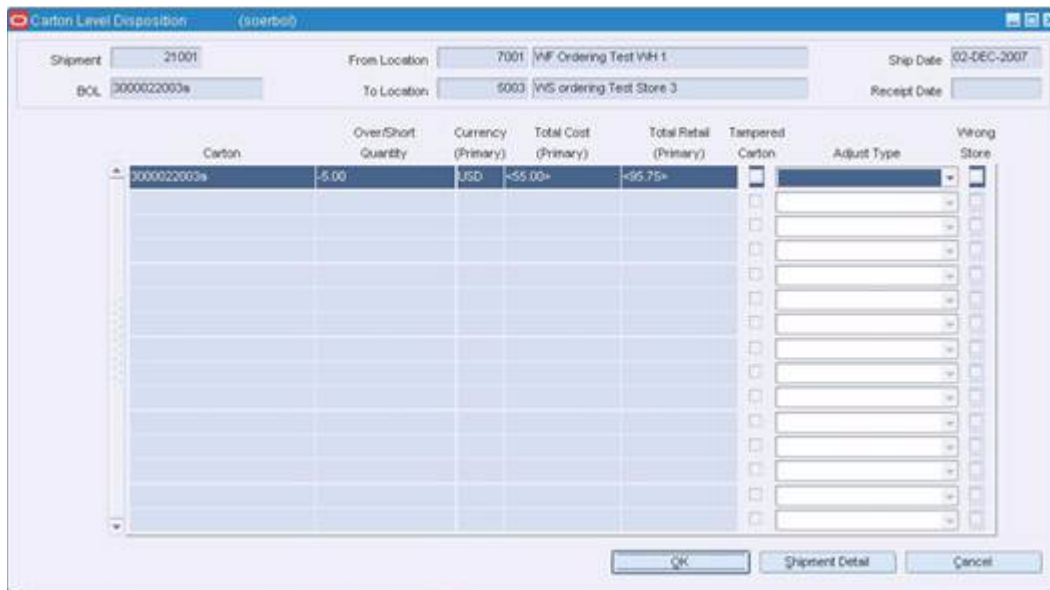 Carton Level Disposition (soerbol)
Shipment 21001 From Location 7001 WF Ordering Test WH 1 Ship Date 02-DEC-2007
BOL 3000022003s To Location 6003 WS ordering Test Store 3 Receipt Date
Over/Short Currency Total Cost Total Retail Tampered Wrong
Carton Quantity (Primary) (Primary) (Primary) Carton Adjust Type Store
3000022003s -5.00 USD <55.00> <95.75>
OK Shipment Detail Cancel